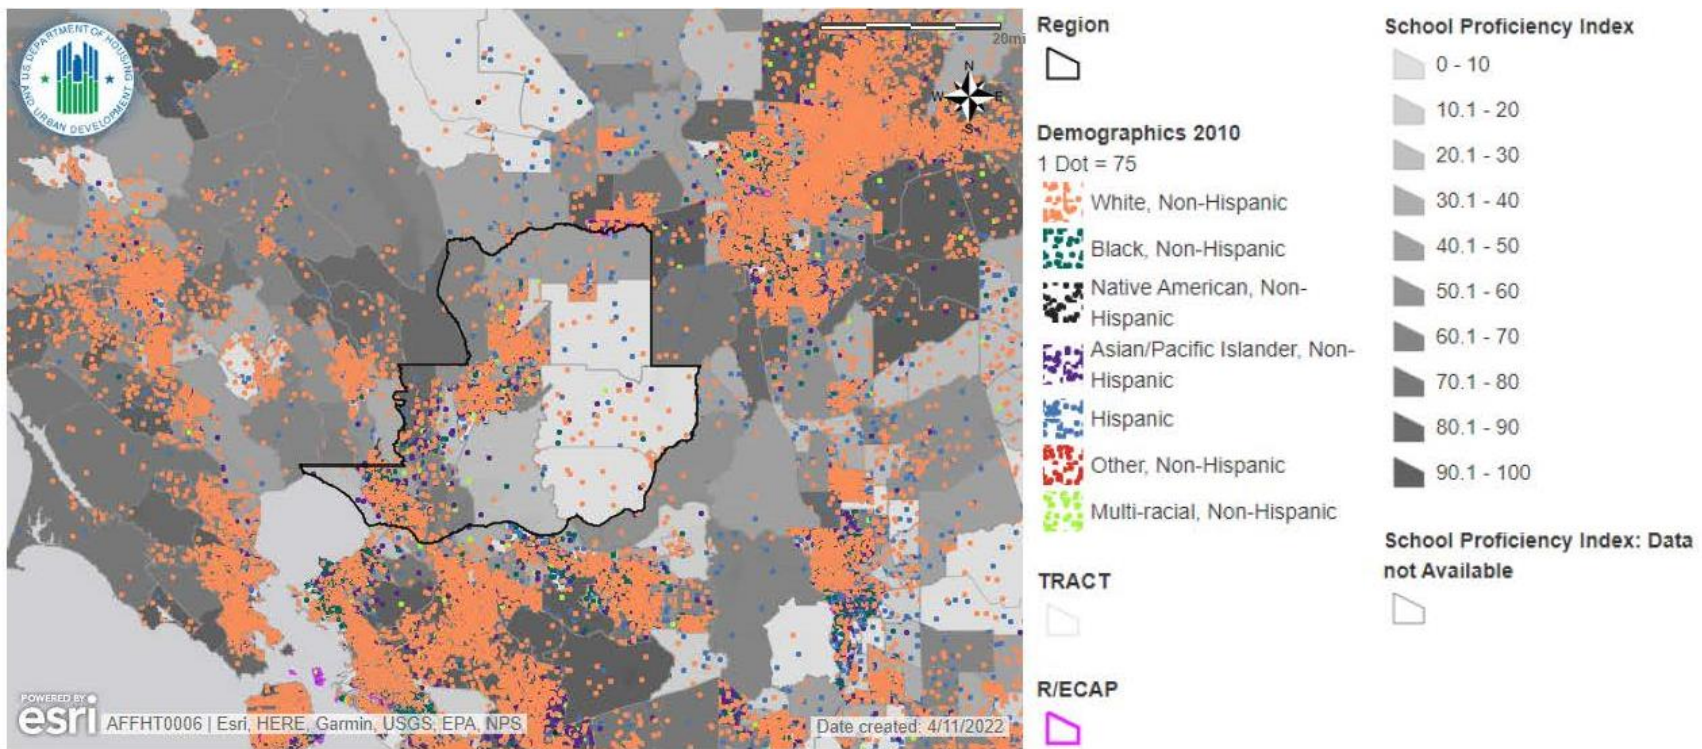 U.S. DEPARTMENT OF HOUSING
AND URBAN DEVELOPMENT
20mi
N
W E
S
POWERED BY
esri
AFFHT0006 | Esri, HERE, Garmin, USGS, EPA, NPS
Date created: 4/11/2022
Region
Demographics 2010
1 Dot = 75
White, Non-Hispanic
Black, Non-Hispanic
Native American, Non-
Hispanic
Asian/Pacific Islander, Non-
Hispanic
Hispanic
Other, Non-Hispanic
Multi-racial, Non-Hispanic
TRACT
R/ECAP
School Proficiency Index
0 - 10
10.1 - 20
20.1 - 30
30.1 - 40
40.1 - 50
50.1 - 60
60.1 - 70
70.1 - 80
80.1 - 90
90.1 - 100
School Proficiency Index: Data
not Available